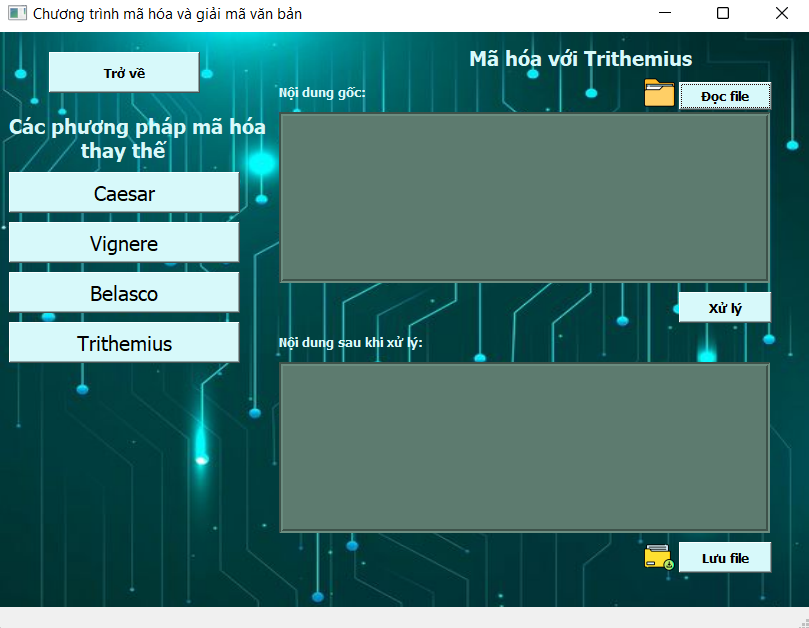 Chương trình mã hóa và giải mã văn bản
Trở về
Các phương pháp mã hóa
thay thế
Caesar
Vignere
Belasco
Trithemius
Mã hóa với Trithemius
Nội dung gốc:
Đọc file
Xử lý
Nội dung sau khi xử lý:
Lưu file